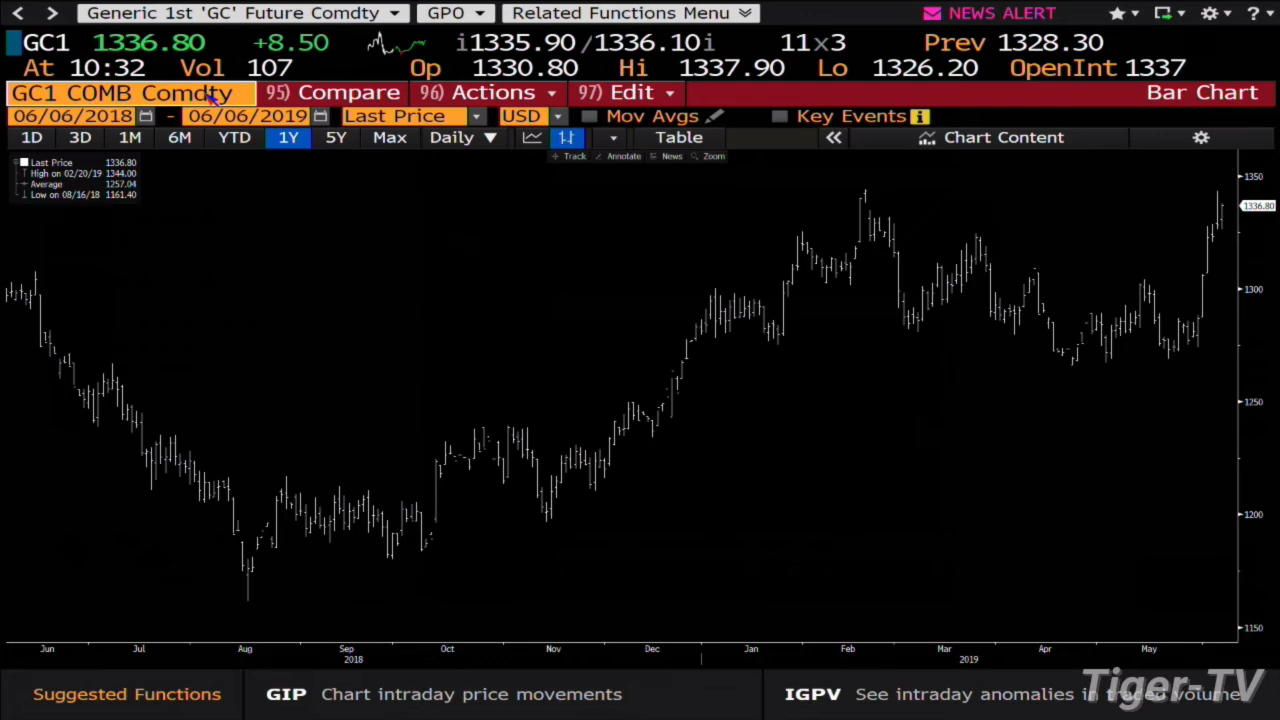 Generic 1st 'GC' Future Comdty GPO Related Functions Menu NEWS ALERT ?
GC1 1336.80 +8.50 i1335.90/1336.10i 11x3 Prev 1328.30
At 10:32 Vol 107 Op 1330.80 Hi 1337.90 Lo 1326.20 OpenInt 1337
GC1 COMB Comdty 95) Compare 96) Actions 97) Edit Bar Chart
06/06/2018 - 06/06/2019 Last Price USD Mov Avgs Key Events i
1D 3D 1M 6M YTD 1Y 5Y Max Daily Table Chart Content
Track Annotate News Zoom
Last Price 1336.80
High on 02/20/19 1344.00
Average 1257.04
Low on 08/16/18 1161.40
1350
1336.80
1300
1250
1200
1150
Jun Jul Aug Sep Oct Nov Dec Jan Feb Mar Apr May
2018 2019
Suggested Functions GIP Chart intraday price movements IGPV See intraday anomalies in traded volume
Tiger-TV